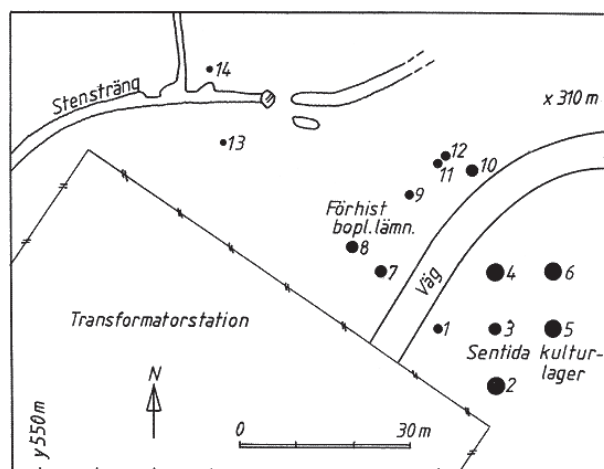 14
Stensträng
x 310 m
13
12
11
10
9
Förhist
bopl.lämn.
8
7
Väg
4
6
Transformatorstation
1
3
5
Sentida kultur-
lager
2
N
y 550 m
0
30 m